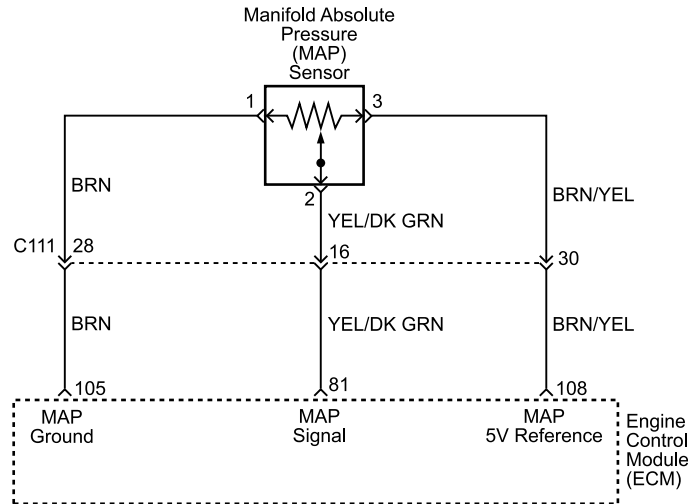 Manifold Absolute
Pressure
(MAP)
Sensor
1
3
2
BRN
YEL/DK GRN
BRN/YEL
C111
28
16
30
BRN
YEL/DK GRN
BRN/YEL
105
81
108
MAP
Ground
MAP
Signal
MAP
5V Reference
Engine
Control
Module
(ECM)